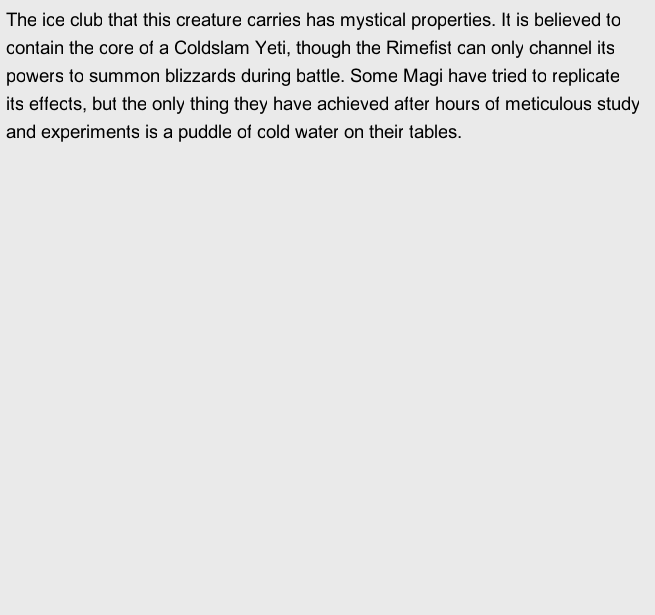 The ice club that this creature carries has mystical properties. It is believed to
contain the core of a Coldslam Yeti, though the Rimefist can only channel its
powers to summon blizzards during battle. Some Magi have tried to replicate
its effects, but the only thing they have achieved after hours of meticulous study
and experiments is a puddle of cold water on their tables.